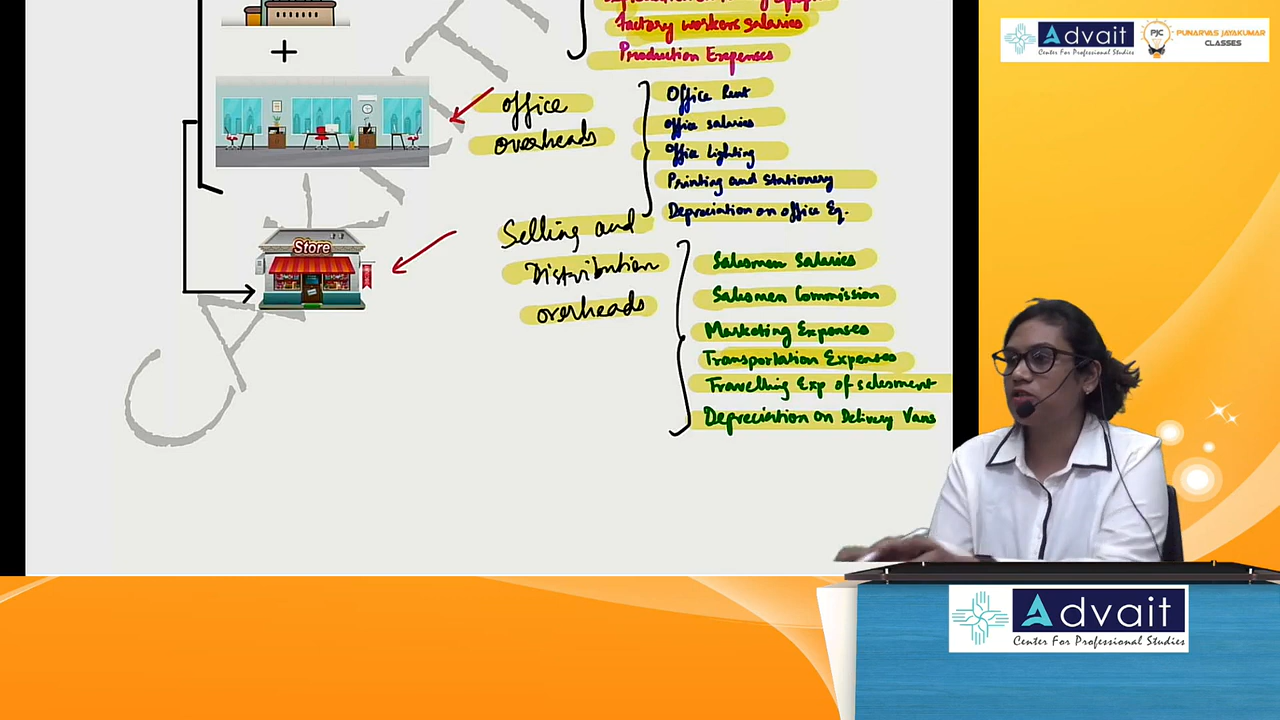 Factory workers salaries
Production Expenses
+
Office
overheads
Office Rent
Office salaries
Office lighting
Printing and Stationery
Depreciation on office Eq.
Selling and
Distribution
overheads
Salesmen Salaries
Salesmen Commission
Marketing Expenses
Transportation Expenses
Travelling Exp of salesment
Depreciation on Delivery Vans
Store
Advait
Center For Professional Studies
PJC
PUNARVAS JAYAKUMAR
CLASSES
Advait
Center For Professional Studies